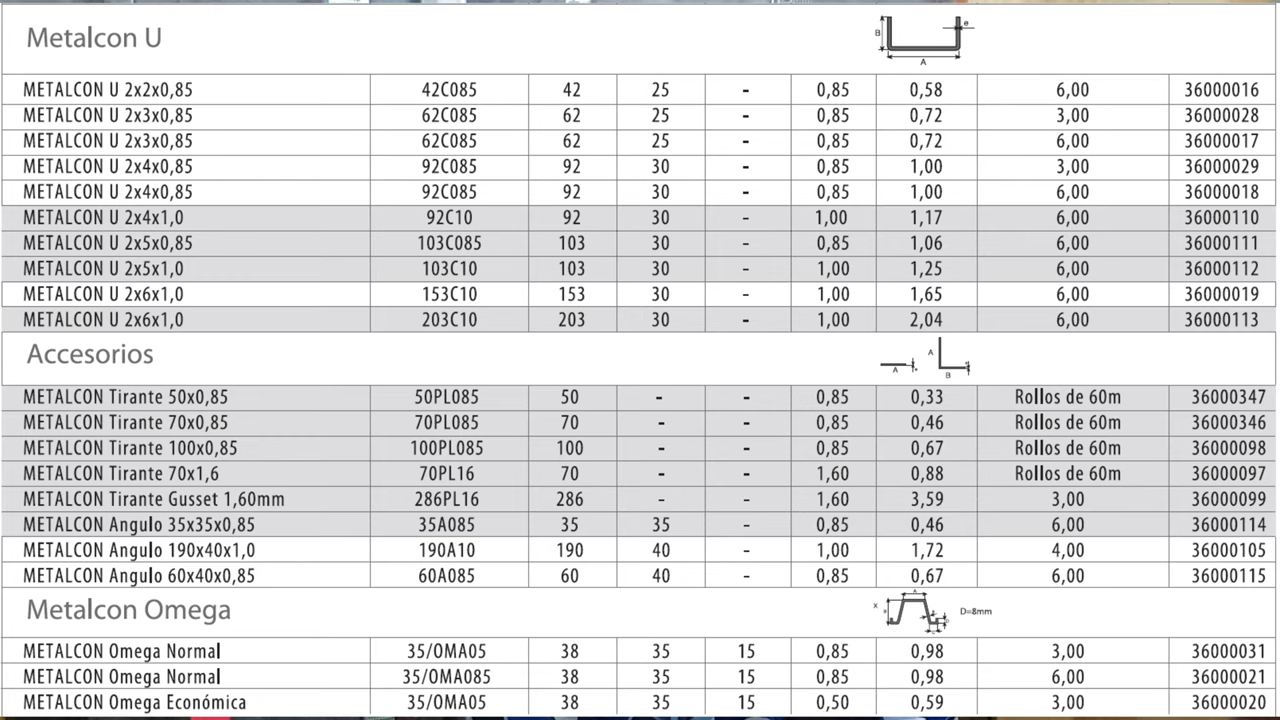 Metalcon U
B e
A
METALCON U 2x2x0,85 42C085 42 25 - 0,85 0,58 6,00 36000016
METALCON U 2x3x0,85 62C085 62 25 - 0,85 0,72 3,00 36000028
METALCON U 2x3x0,85 62C085 62 25 - 0,85 0,72 6,00 36000017
METALCON U 2x4x0,85 92C085 92 30 - 0,85 1,00 3,00 36000029
METALCON U 2x4x0,85 92C085 92 30 - 0,85 1,00 6,00 36000018
METALCON U 2x4x1,0 92C10 92 30 - 1,00 1,17 6,00 36000110
METALCON U 2x5x0,85 103C085 103 30 - 0,85 1,06 6,00 36000111
METALCON U 2x5x1,0 103C10 103 30 - 1,00 1,25 6,00 36000112
METALCON U 2x6x1,0 153C10 153 30 - 1,00 1,65 6,00 36000019
METALCON U 2x6x1,0 203C10 203 30 - 1,00 2,04 6,00 36000113
Accesorios
A
A B
METALCON Tirante 50x0,85 50PL085 50 - - 0,85 0,33 Rollos de 60m 36000347
METALCON Tirante 70x0,85 70PL085 70 - - 0,85 0,46 Rollos de 60m 36000346
METALCON Tirante 100x0,85 100PL085 100 - - 0,85 0,67 Rollos de 60m 36000098
METALCON Tirante 70x1,6 70PL16 70 - - 1,60 0,88 Rollos de 60m 36000097
METALCON Tirante Gusset 1,60mm 286PL16 286 - - 1,60 3,59 3,00 36000099
METALCON Angulo 35x35x0,85 35A085 35 35 - 0,85 0,46 6,00 36000114
METALCON Angulo 190x40x1,0 190A10 190 40 - 1,00 1,72 4,00 36000105
METALCON Angulo 60x40x0,85 60A085 60 40 - 0,85 0,67 6,00 36000115
Metalcon Omega
A
X D=8mm
METALCON Omega Normal 35/OMA05 38 35 15 0,85 0,98 3,00 36000031
METALCON Omega Normal 35/OMA085 38 35 15 0,85 0,98 6,00 36000021
METALCON Omega Económica 35/OMA05 38 35 15 0,50 0,59 3,00 36000020